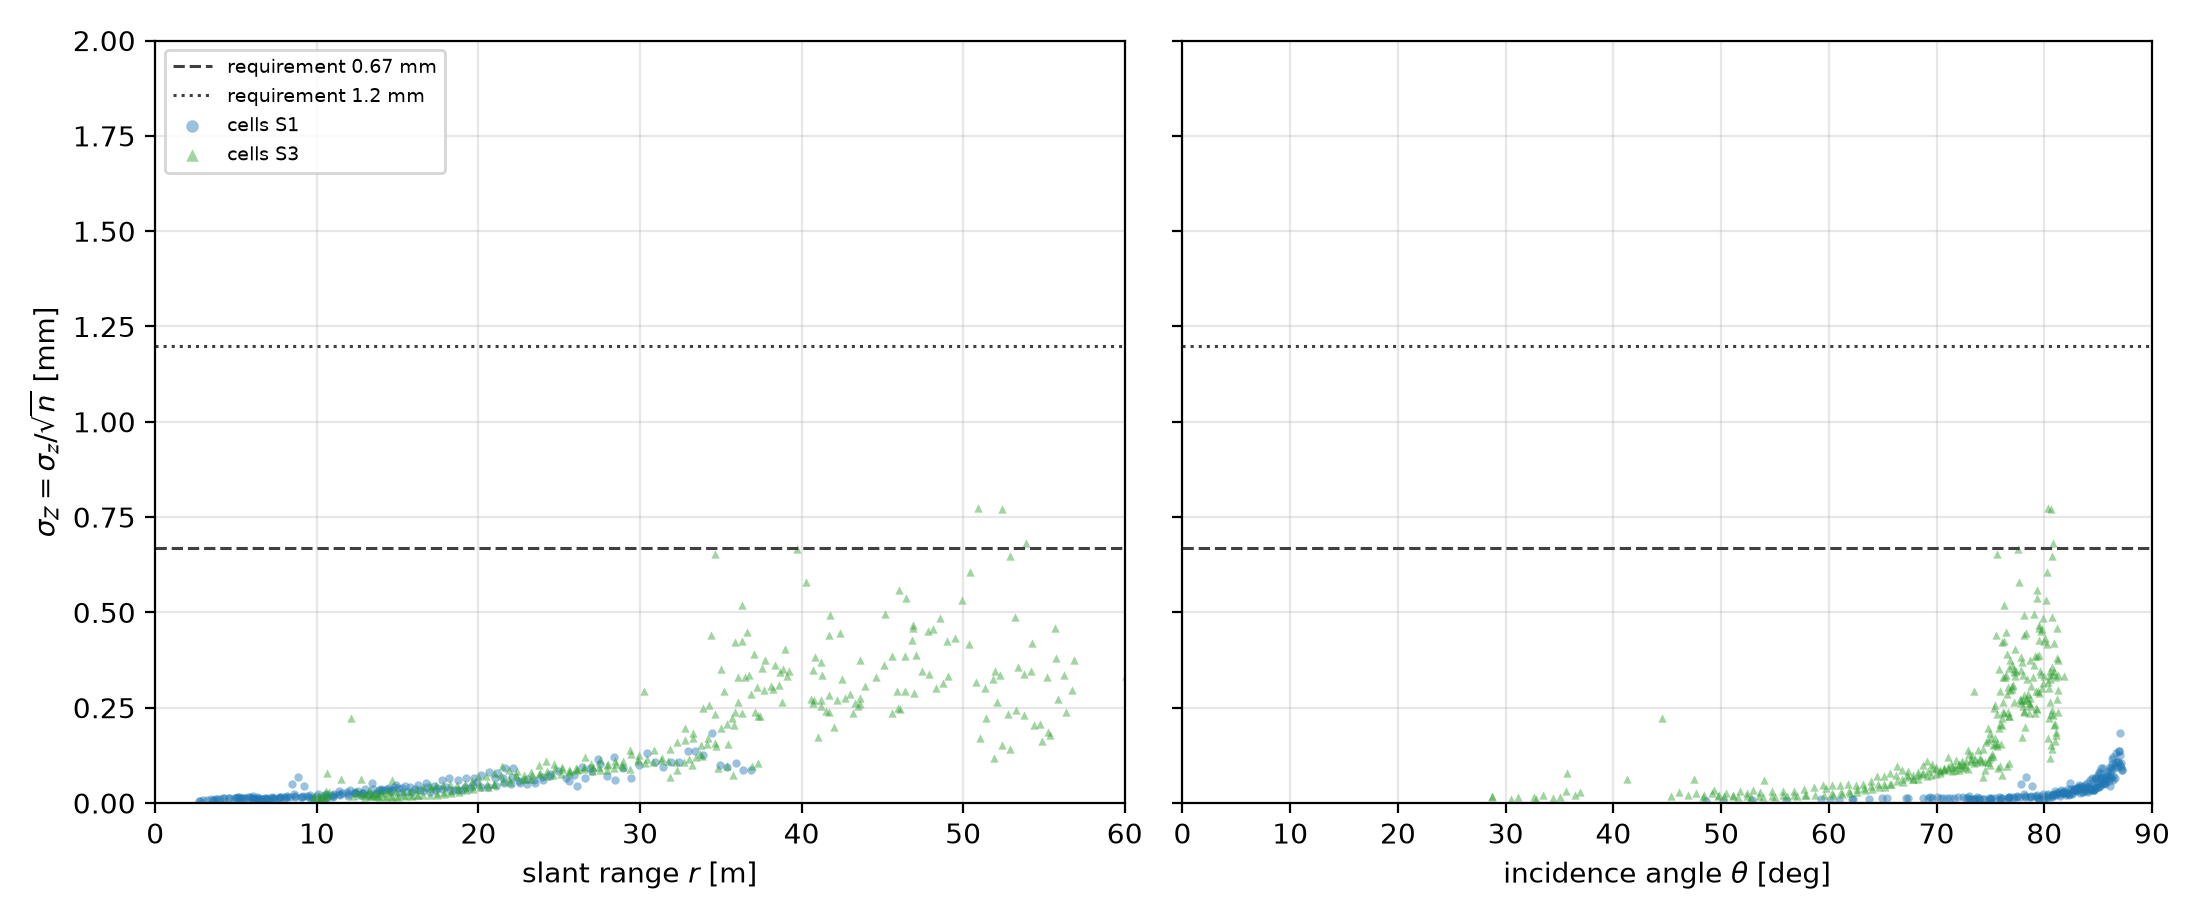 2.00
1.75
1.50
1.25
1.00
0.75
0.50
0.25
0.00
σ_Z = σ_z/√n [mm]
requirement 0.67 mm
requirement 1.2 mm
cells S1
cells S3
0 10 20 30 40 50 60
slant range r [m]
0 10 20 30 40 50 60 70 80 90
incidence angle θ [deg]